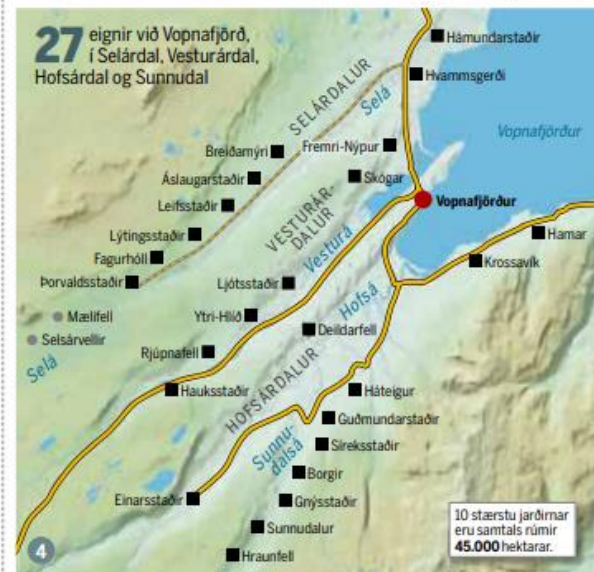 27 eignir við Vopnafjörð,
í Selárdal, Vesturárdal,
Hofsárdal og Sunnudal
Hámundarstaðir
Hvammsgerði
SELÁRDALUR
Selá
Vopnafjörður
Breiðamýri
Fremri-Nýpur
Áslaugarstaðir
Skógar
Leifsstaðir
Vopnafjörður
VESTURÁR-
DALUR
Vesturá
Lýtingsstaðir
Hamar
Fagurhóll
Krossavík
Þorvaldsstaðir
Ljótsstaðir
Hofsá
Mælifell
Ytri-Hlíð
Deildarfell
Selsárvellir
Rjúpnafell
Selá
HOFSÁRDALUR
Hauksstaðir
Háteigur
Guðmundarstaðir
Sunnu-
dalsá
Síreksstaðir
Borgir
Einarsstaðir
Gnýsstaðir
Sunnudalur
Hraunfell
10 stærstu jarðirnar
eru samtals rúmir
45.000 hektarar.
4